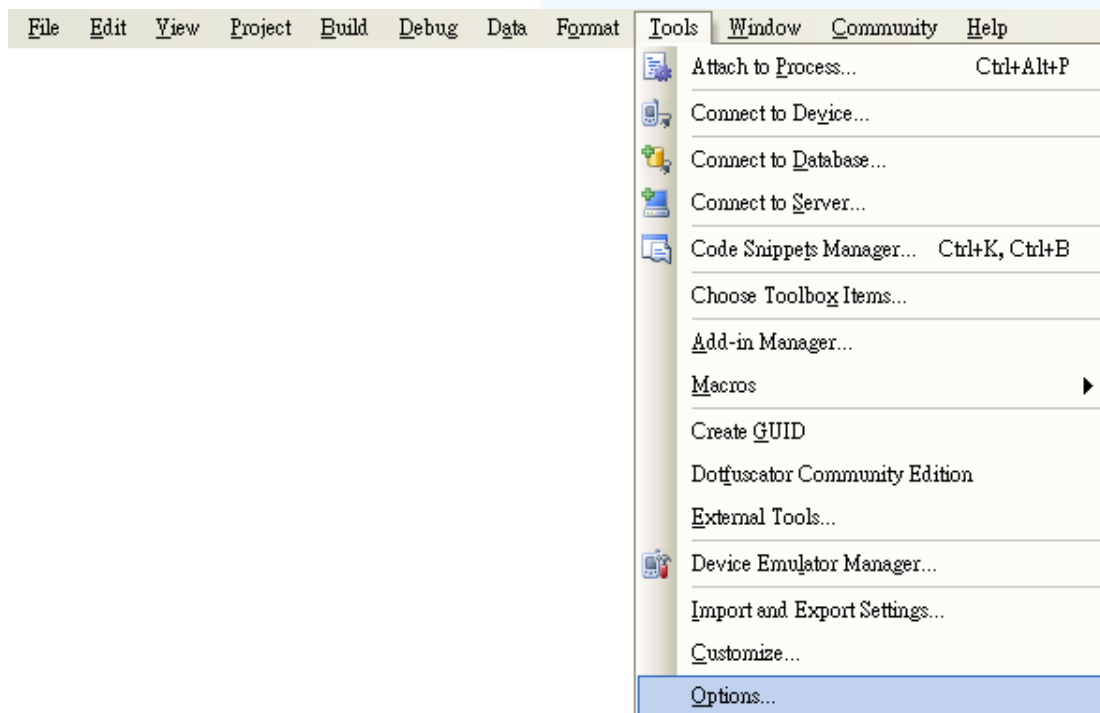 File Edit View Project Build Debug Data Format Tools Window Community Help
Attach to Process... Ctrl+Alt+P
Connect to Device...
Connect to Database...
Connect to Server...
Code Snippets Manager... Ctrl+K, Ctrl+B
Choose Toolbox Items...
Add-in Manager...
Macros
Create GUID
Dotfuscator Community Edition
External Tools...
Device Emulator Manager...
Import and Export Settings...
Customize...
Options...